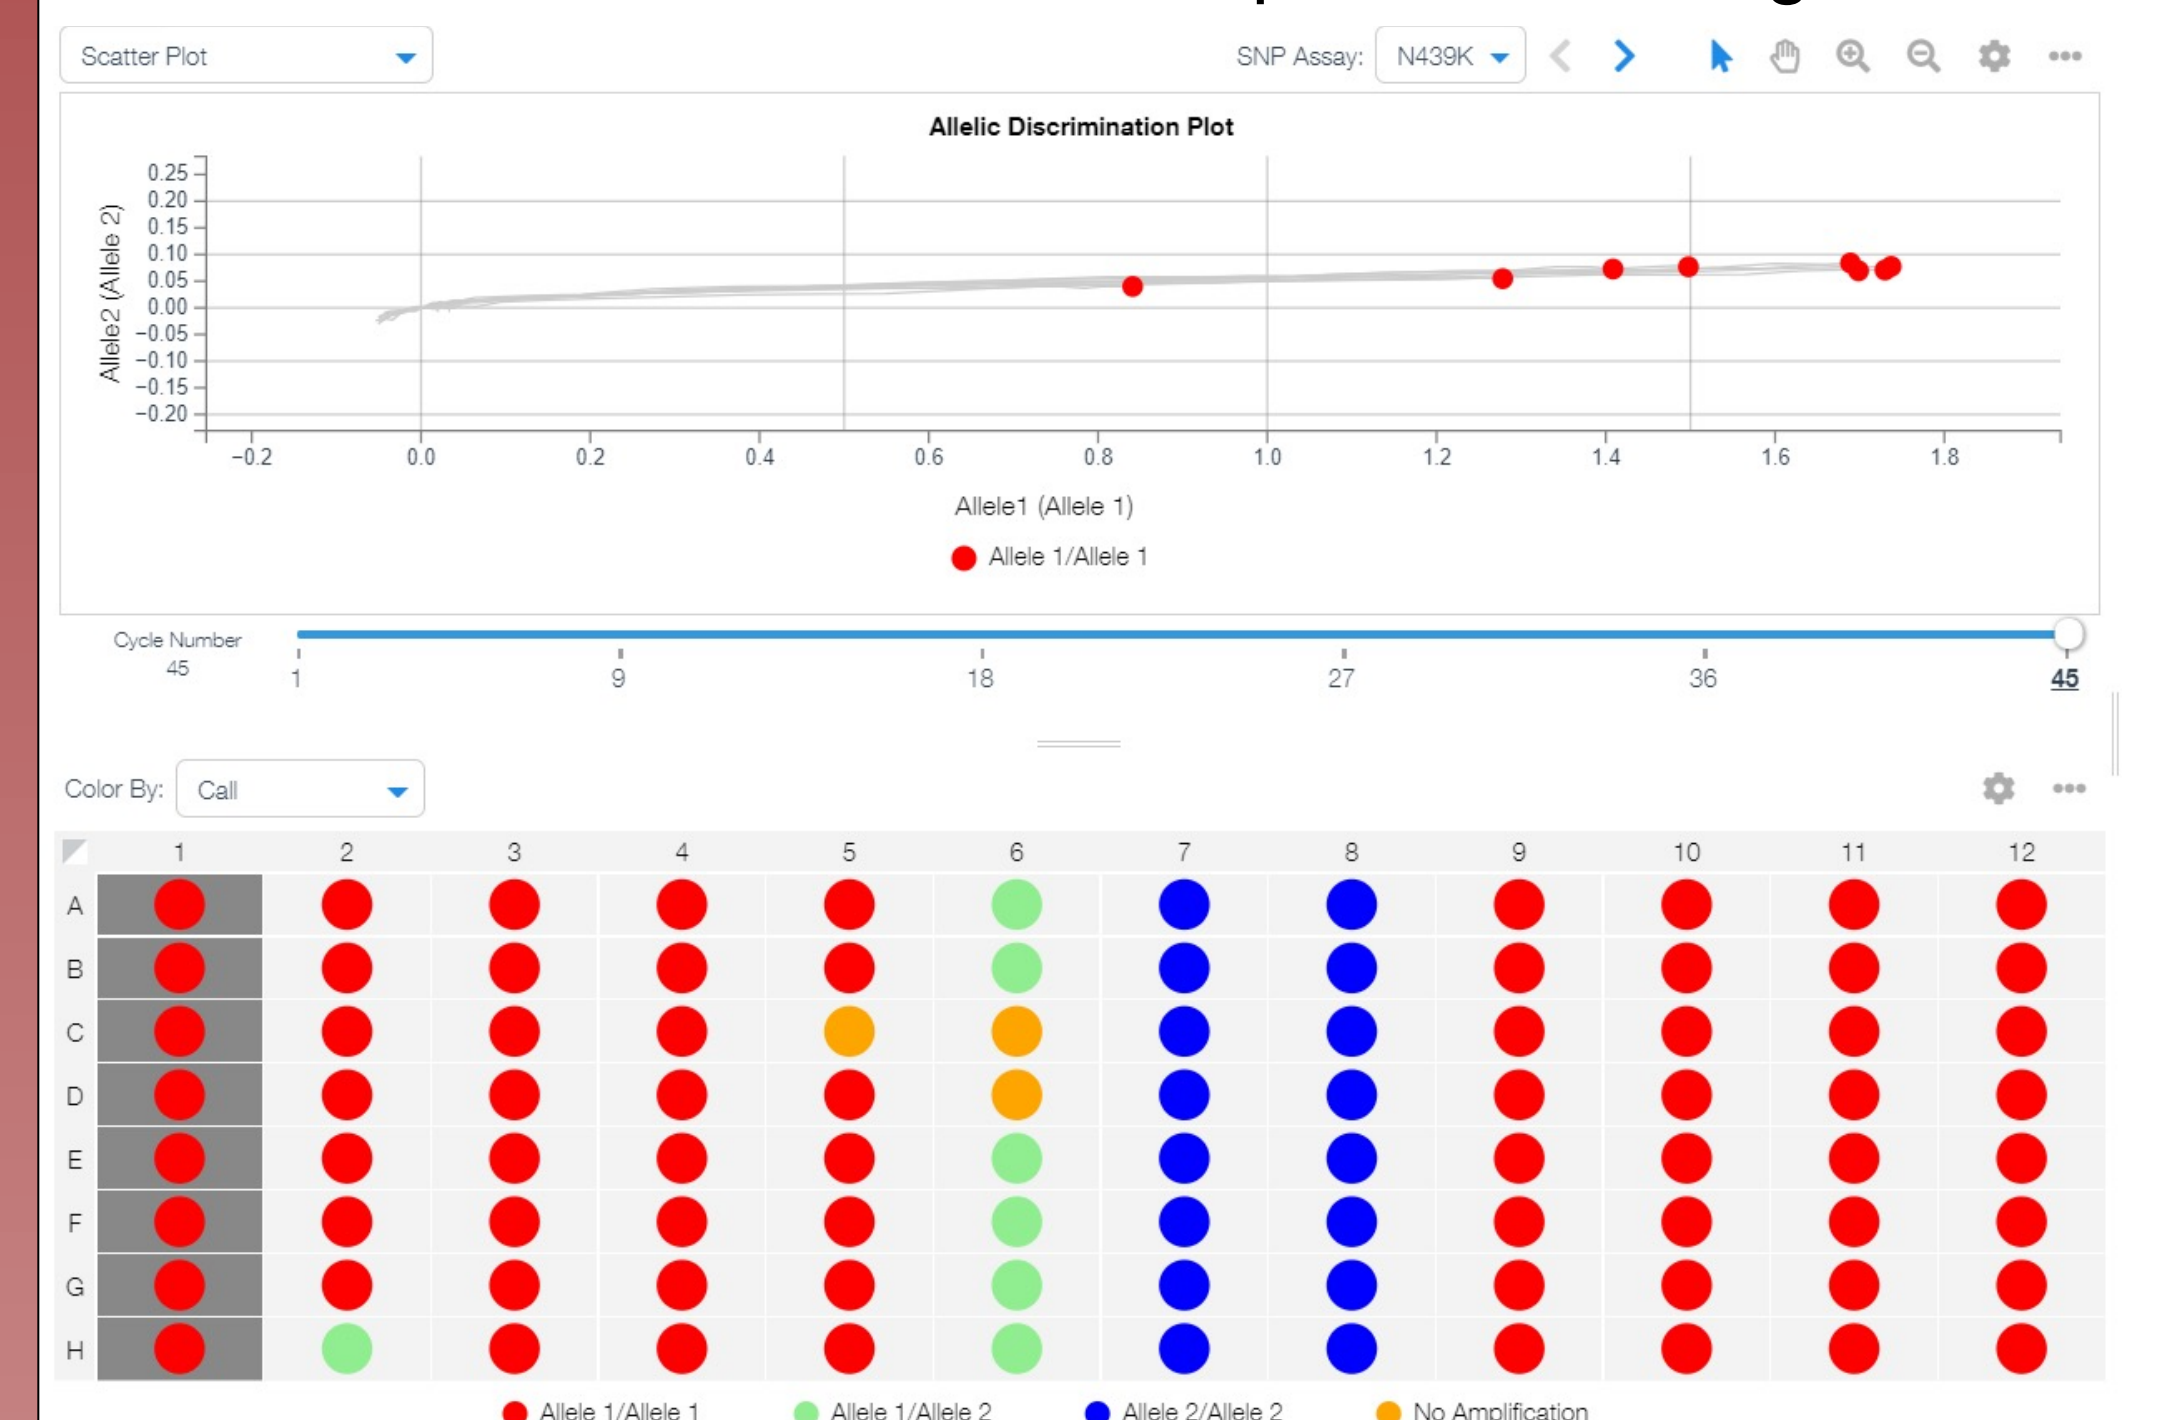 Scatter Plot
SNP Assay: N439K
Allelic Discrimination Plot
0.25
0.20
0.15
0.10
0.05
0.00
−0.05
−0.10
−0.15
−0.20
Allele2 (Allele 2)
−0.2 0.0 0.2 0.4 0.6 0.8 1.0 1.2 1.4 1.6 1.8
Allele1 (Allele 1)
Allele 1/Allele 1
Cycle Number
45
1 9 18 27 36 45
Color By: Call
1 2 3 4 5 6 7 8 9 10 11 12
A
B
C
D
E
F
G
H
Allele 1/Allele 1 Allele 1/Allele 2 Allele 2/Allele 2 No Amplification